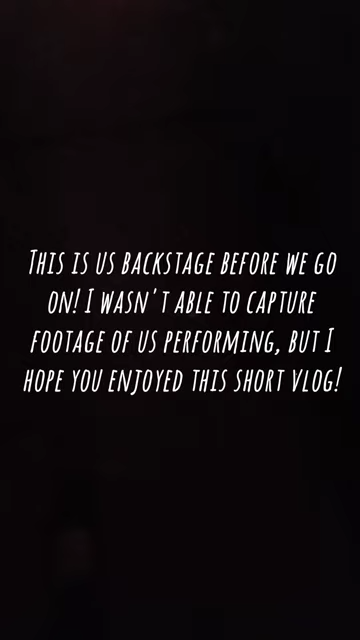 This is us backstage before we go
on! I wasn't able to capture
footage of us performing, but I
hope you enjoyed this short vlog!